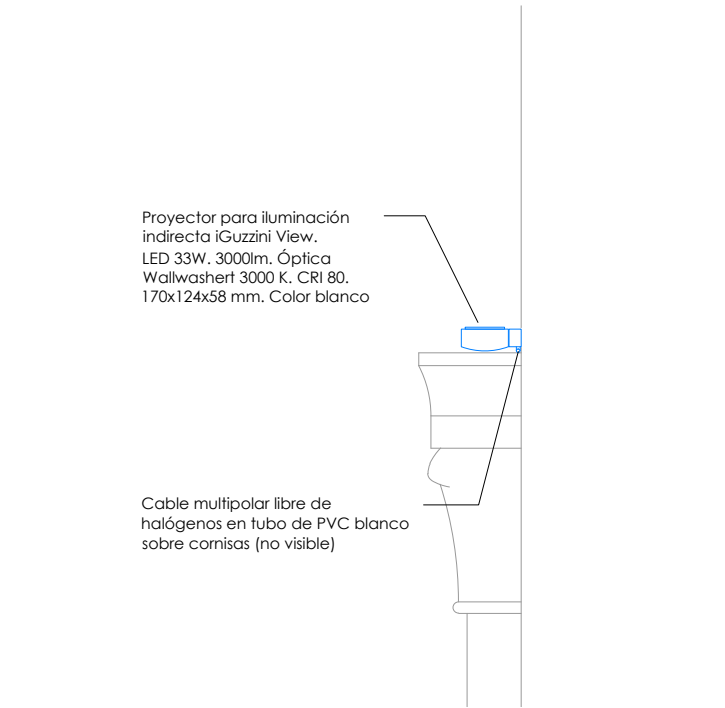 Proyector para iluminación
indirecta iGuzzini View.
LED 33W. 3000lm. Óptica
Wallwashert 3000 K. CRI 80.
170x124x58 mm. Color blanco
Cable multipolar libre de
halógenos en tubo de PVC blanco
sobre cornisas (no visible)